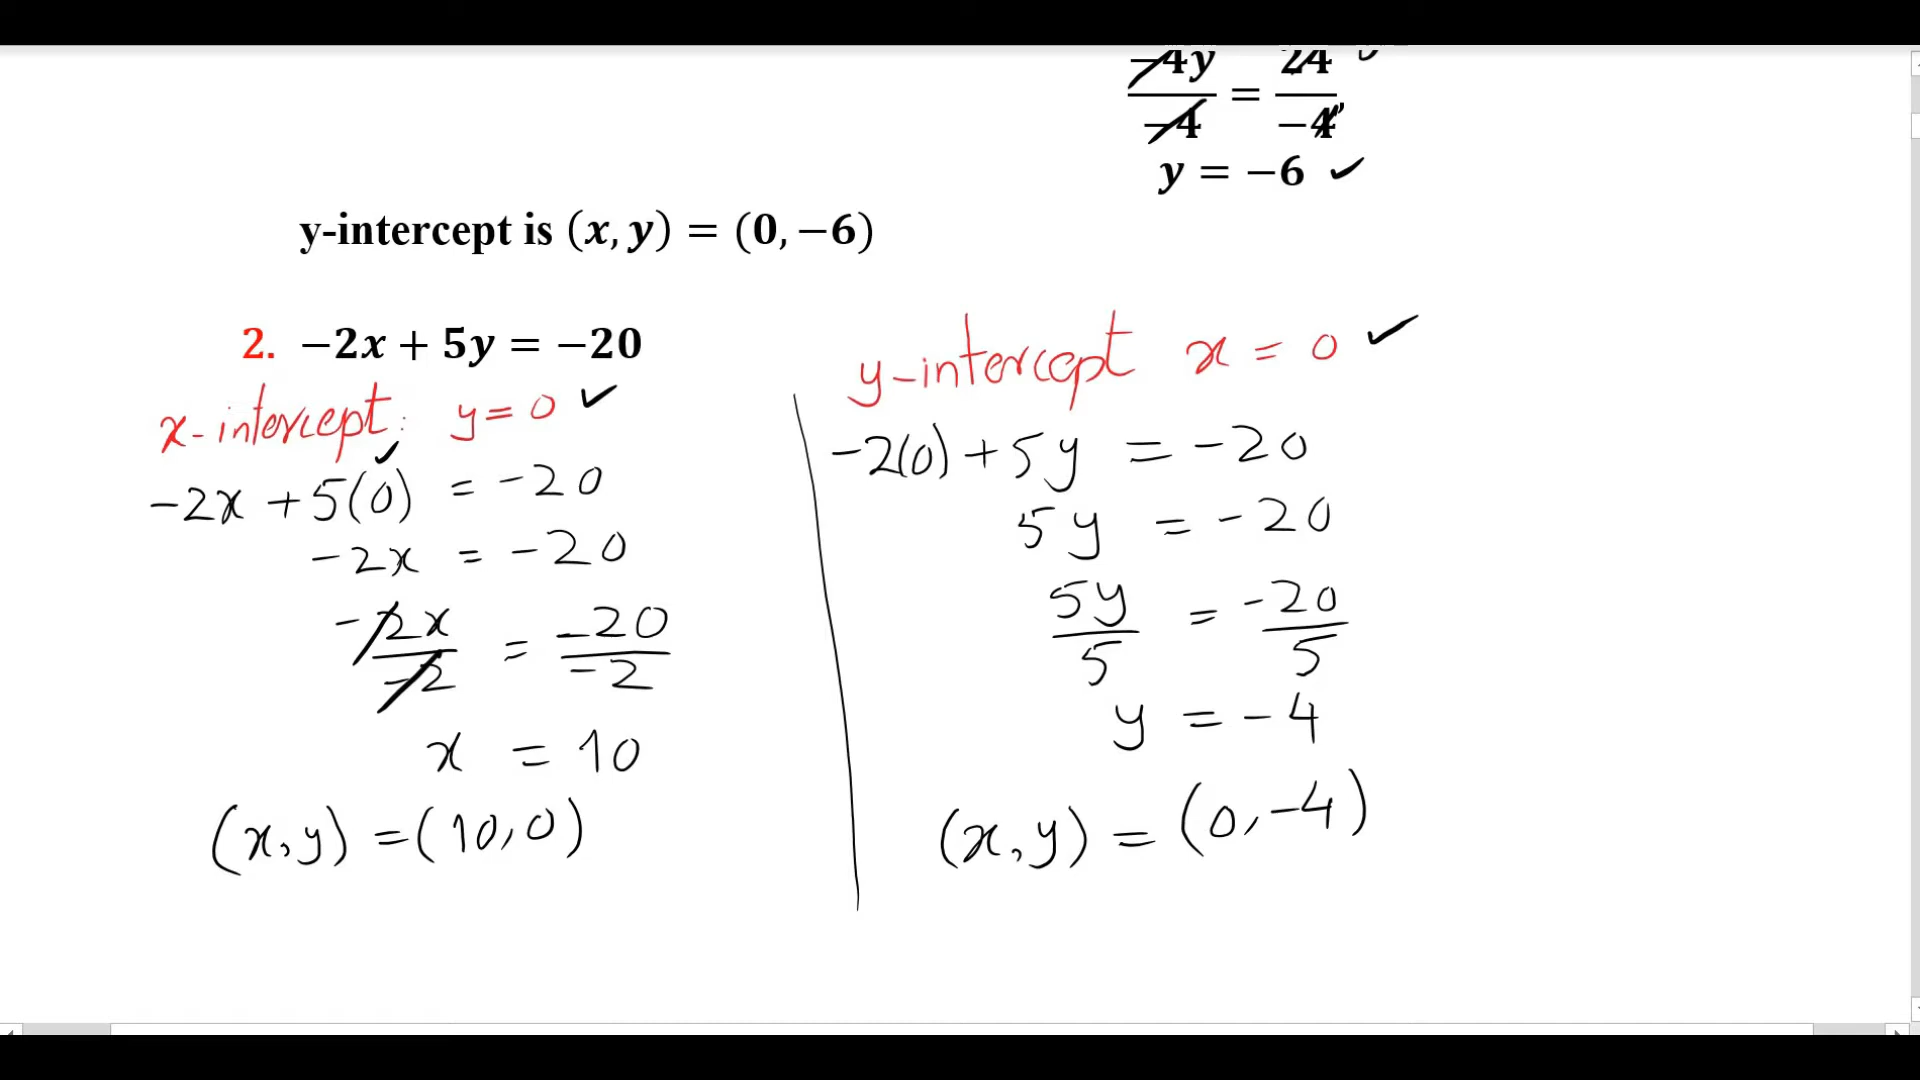 −4y/−4 = 24/−4
y = −6 ✓
y-intercept is (x, y) = (0, −6)
2. −2x + 5y = −20
x-intercept: y = 0 ✓
-2x + 5(0) = -20
-2x = -20
-2x/-2 = -20/-2
x = 10
(x, y) = (10, 0)
y-intercept x = 0 ✓
-2(0) + 5y = -20
5y = -20
5y/5 = -20/5
y = -4
(x, y) = (0, -4)